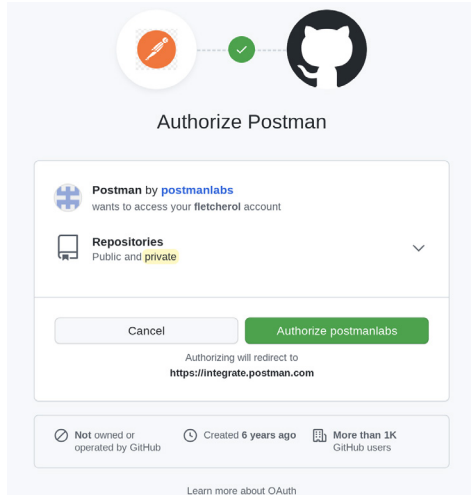 Authorize Postman
Postman by postmanlabs
wants to access your fletcherol account
Repositories
Public and private
Cancel
Authorize postmanlabs
Authorizing will redirect to
https://integrate.postman.com
Not owned or
operated by GitHub
Created 6 years ago
More than 1K
GitHub users
Learn more about OAuth